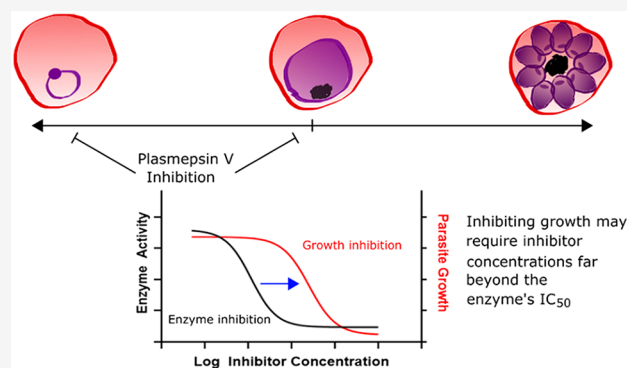 Plasmepsin V
Inhibition
Enzyme Activity
Growth inhibition
Enzyme inhibition
Parasite Growth
Log Inhibitor Concentration
Inhibiting growth may
require inhibitor
concentrations far
beyond the
enzyme's IC₅₀